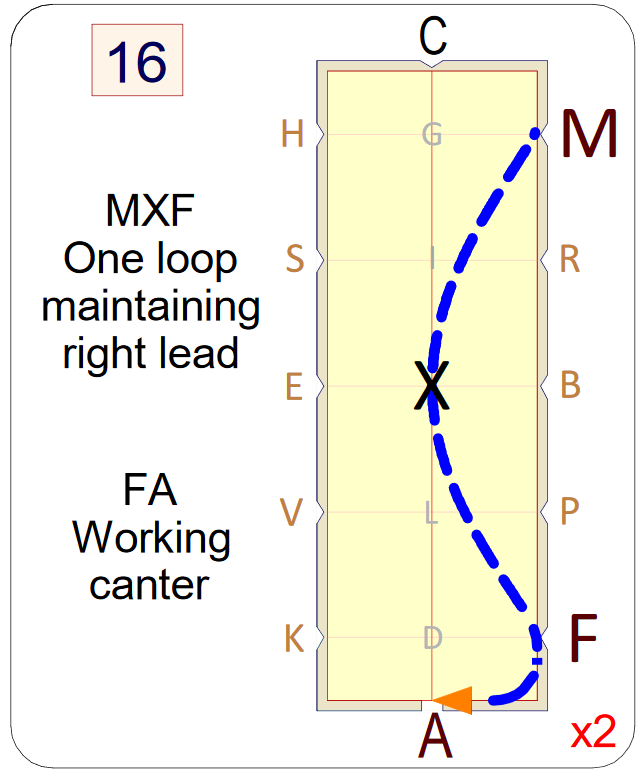 16
C
H G M
MXF
One loop
maintaining
right lead
S I R
E X B
FA
Working
canter
V L P
K D F
A
x2